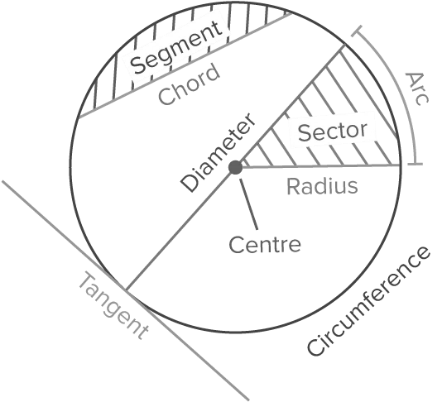 Segment
Chord
Arc
Diameter
Sector
Radius
Centre
Tangent
Circumference